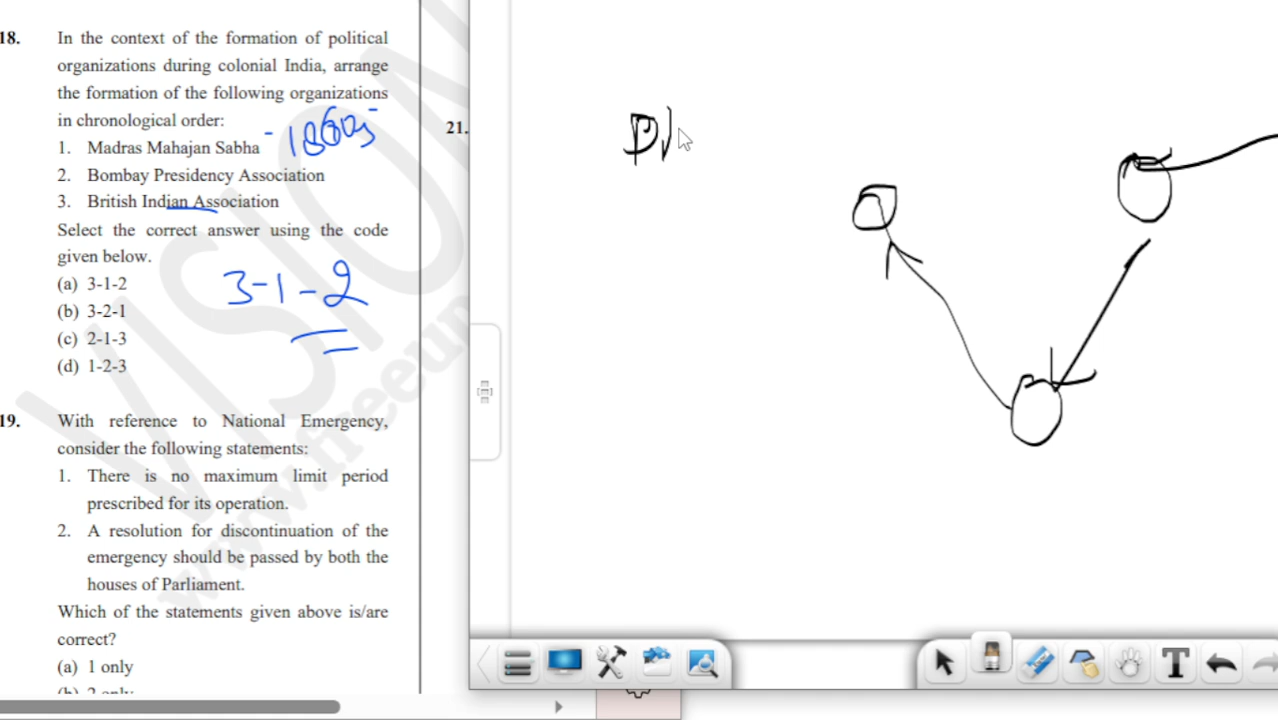 18. In the context of the formation of political
organizations during colonial India, arrange
the formation of the following organizations
in chronological order:
1. Madras Mahajan Sabha
2. Bombay Presidency Association
3. British Indian Association
Select the correct answer using the code
given below.
(a) 3-1-2
(b) 3-2-1
(c) 2-1-3
(d) 1-2-3
3-1-2
19. With reference to National Emergency,
consider the following statements:
1. There is no maximum limit period
prescribed for its operation.
2. A resolution for discontinuation of the
emergency should be passed by both the
houses of Parliament.
Which of the statements given above is/are
correct?
(a) 1 only
21.
T